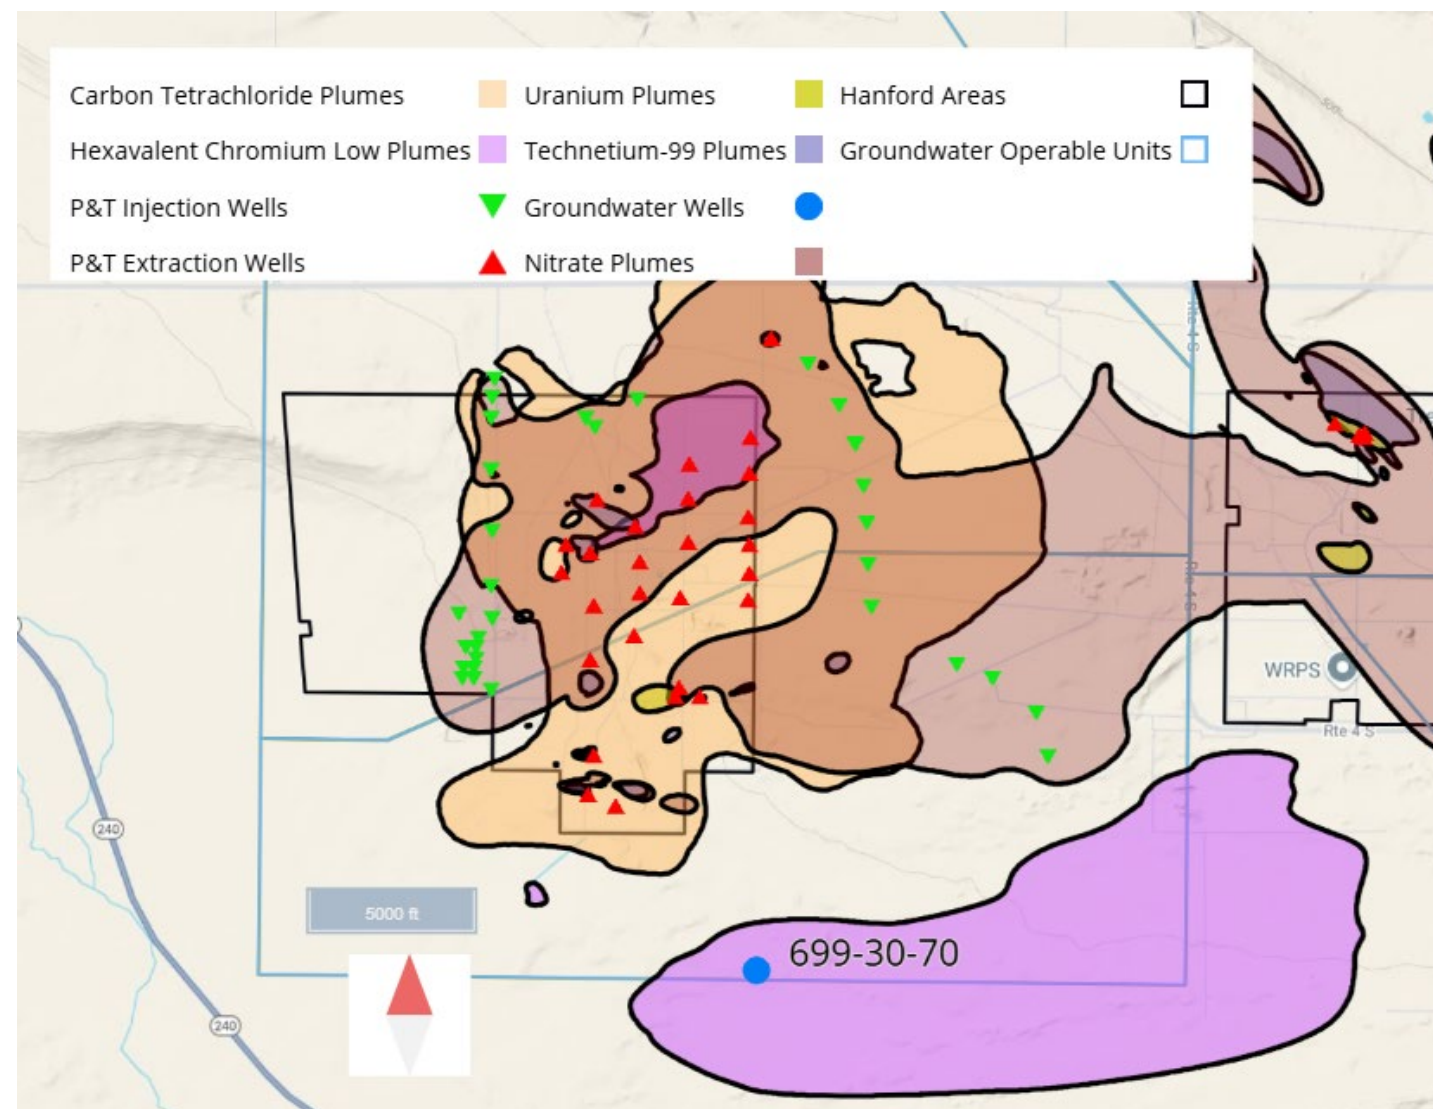 Carbon Tetrachloride Plumes Uranium Plumes Hanford Areas
Hexavalent Chromium Low Plumes Technetium-99 Plumes Groundwater Operable Units
P&T Injection Wells Groundwater Wells
P&T Extraction Wells Nitrate Plumes
500
Rte 4 S
Rte 4 S
WRPS
Rte 4 S
240
5000 ft
699-30-70
240